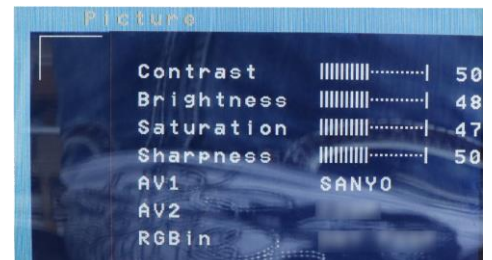 Picture
Contrast 50
Brightness 48
Saturation 47
Sharpness 50
AV1 SANYO
AV2
RGBin